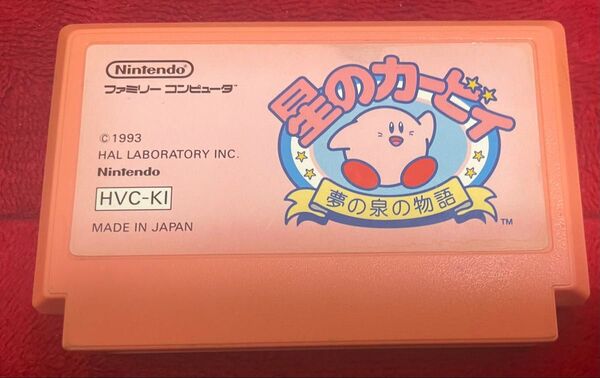 Nintendo
ファミリー コンピュータ
© 1993
HAL LABORATORY INC.
Nintendo
HVC-KI
MADE IN JAPAN
星のカービィ
夢の泉の物語
TM